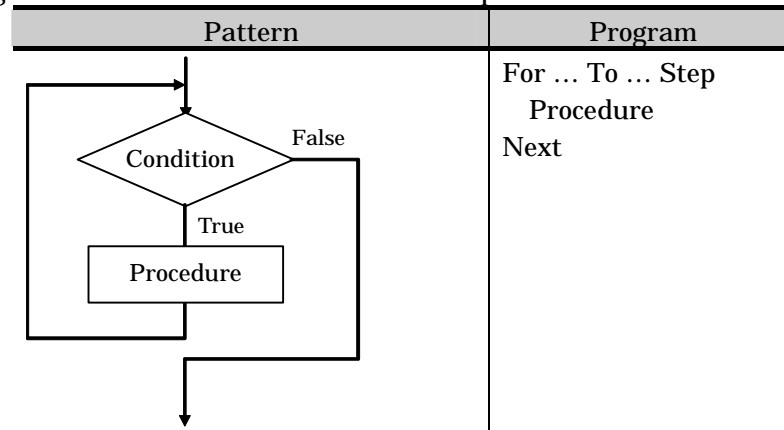 Pattern Program
For … To … Step
Procedure
Next
Condition
False
True
Procedure